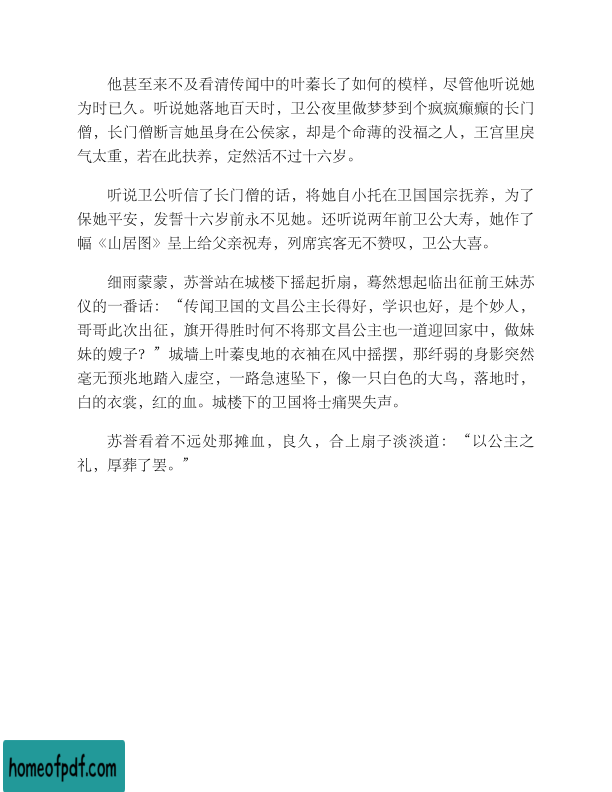 他甚至来不及看清传闻中的叶蓁长了如何的模样，尽管他听说她
为时已久。听说她落地百天时，卫公夜里做梦梦到个疯疯癫癫的长门
僧，长门僧断言她虽身在公侯家，却是个命薄的没福之人，王宫里戾
气太重，若在此扶养，定然活不过十六岁。
听说卫公听信了长门僧的话，将她自小托在卫国国宗抚养，为了
保她平安，发誓十六岁前永不见她。还听说两年前卫公大寿，她作了
幅《山居图》呈上给父亲祝寿，列席宾客无不赞叹，卫公大喜。
细雨蒙蒙，苏誉站在城楼下摇起折扇，蓦然想起临出征前王妹苏
仪的一番话：“传闻卫国的文昌公主长得好，学识也好，是个妙人，
哥哥此次出征，旗开得胜时何不将那文昌公主也一道迎回家中，做妹
妹的嫂子？”城墙上叶蓁曳地的衣袖在风中摇摆，那纤弱的身影突然
毫无预兆地踏入虚空，一路急速坠下，像一只白色的大鸟，落地时，
白的衣裳，红的血。城楼下的卫国将士痛哭失声。
苏誉看着不远处那摊血，良久，合上扇子淡淡道：“以公主之
礼，厚葬了罢。”
homeofpdf.com